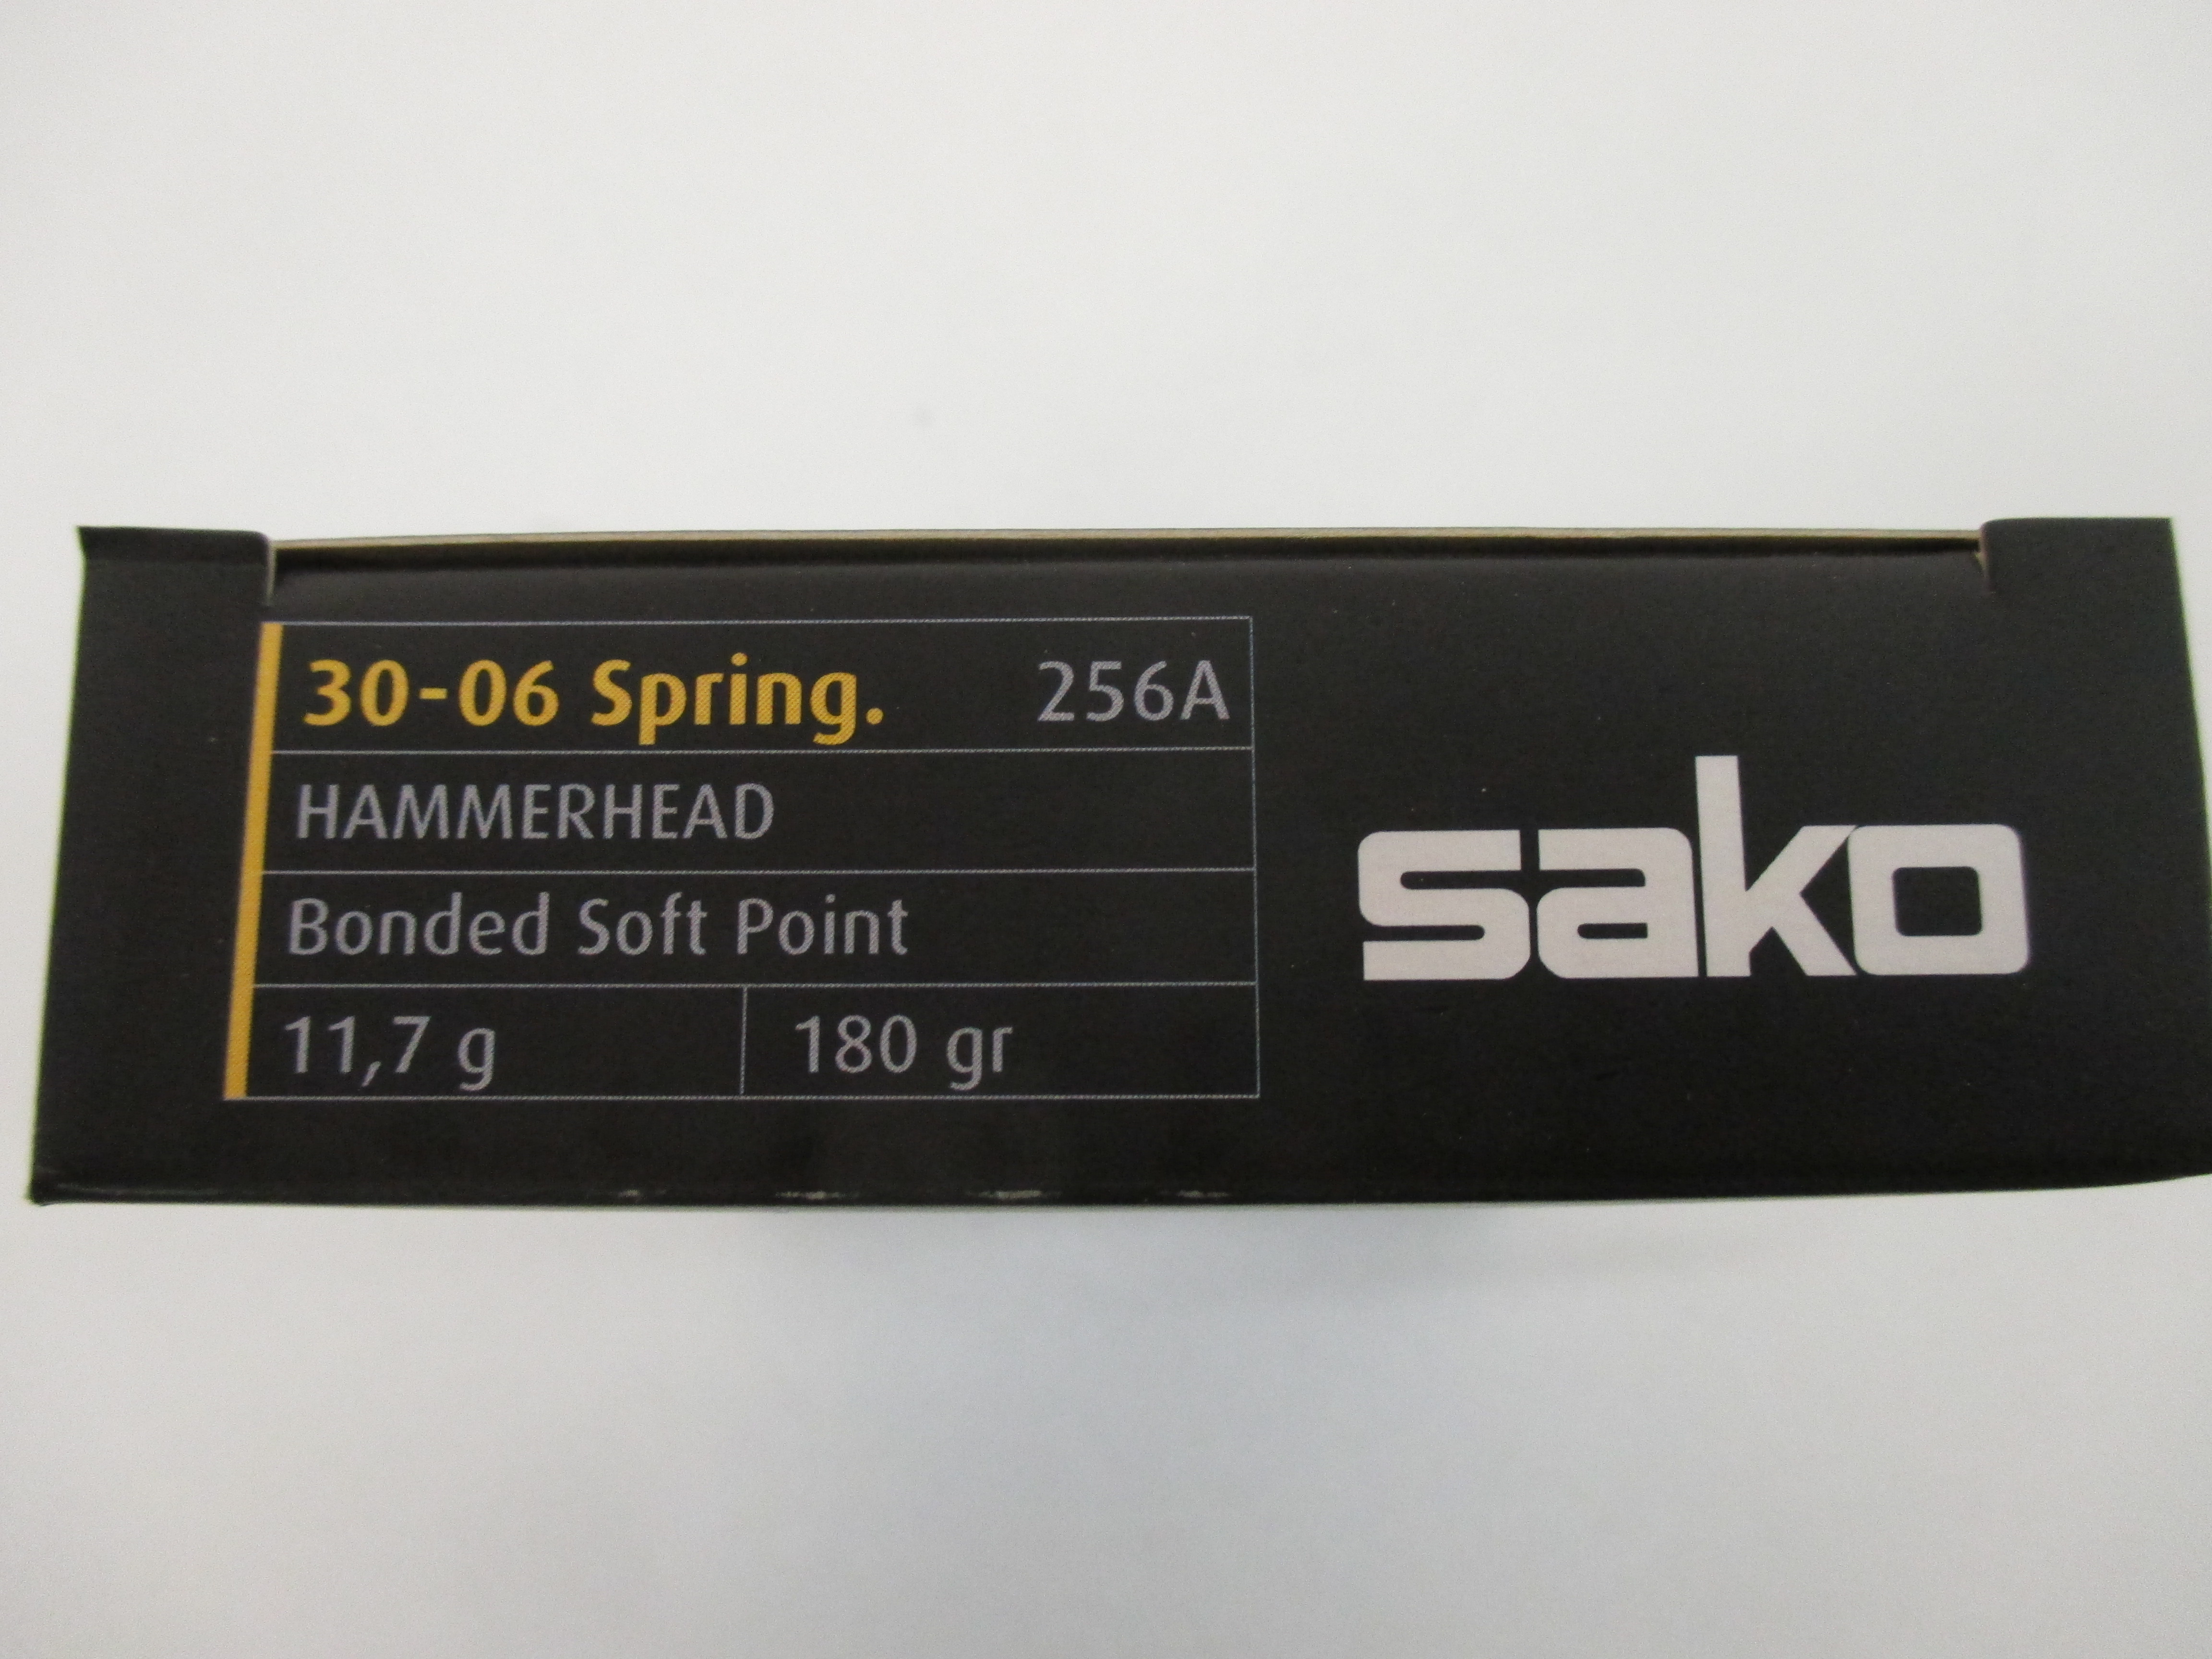 30-06 Spring. 256A
HAMMERHEAD
Bonded Soft Point
11,7 g 180 gr
sako